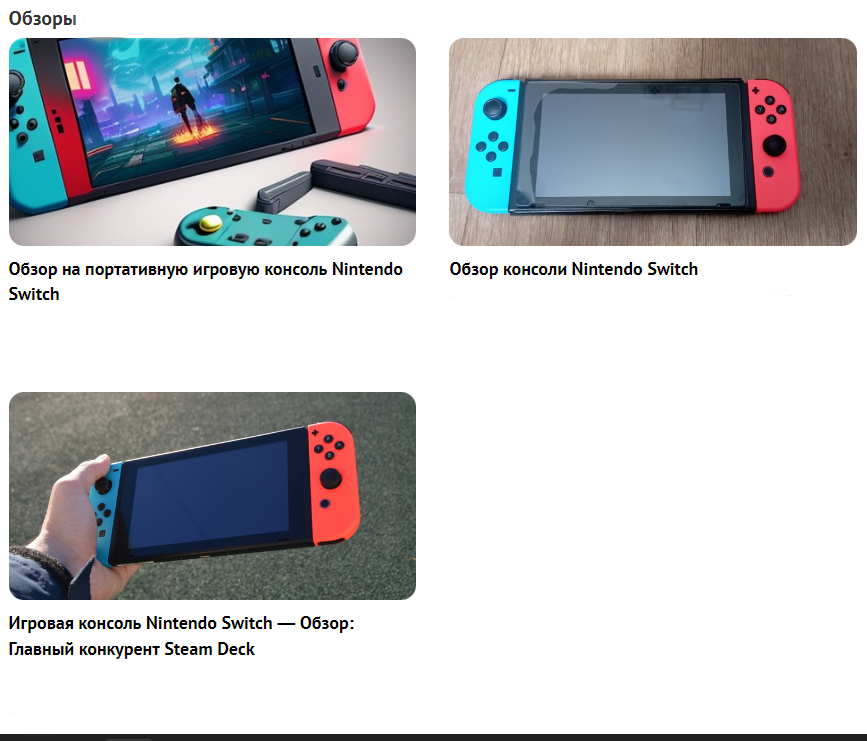 Обзоры
Обзор на портативную игровую консоль Nintendo
Switch
Обзор консоли Nintendo Switch
Игровая консоль Nintendo Switch — Обзор:
Главный конкурент Steam Deck